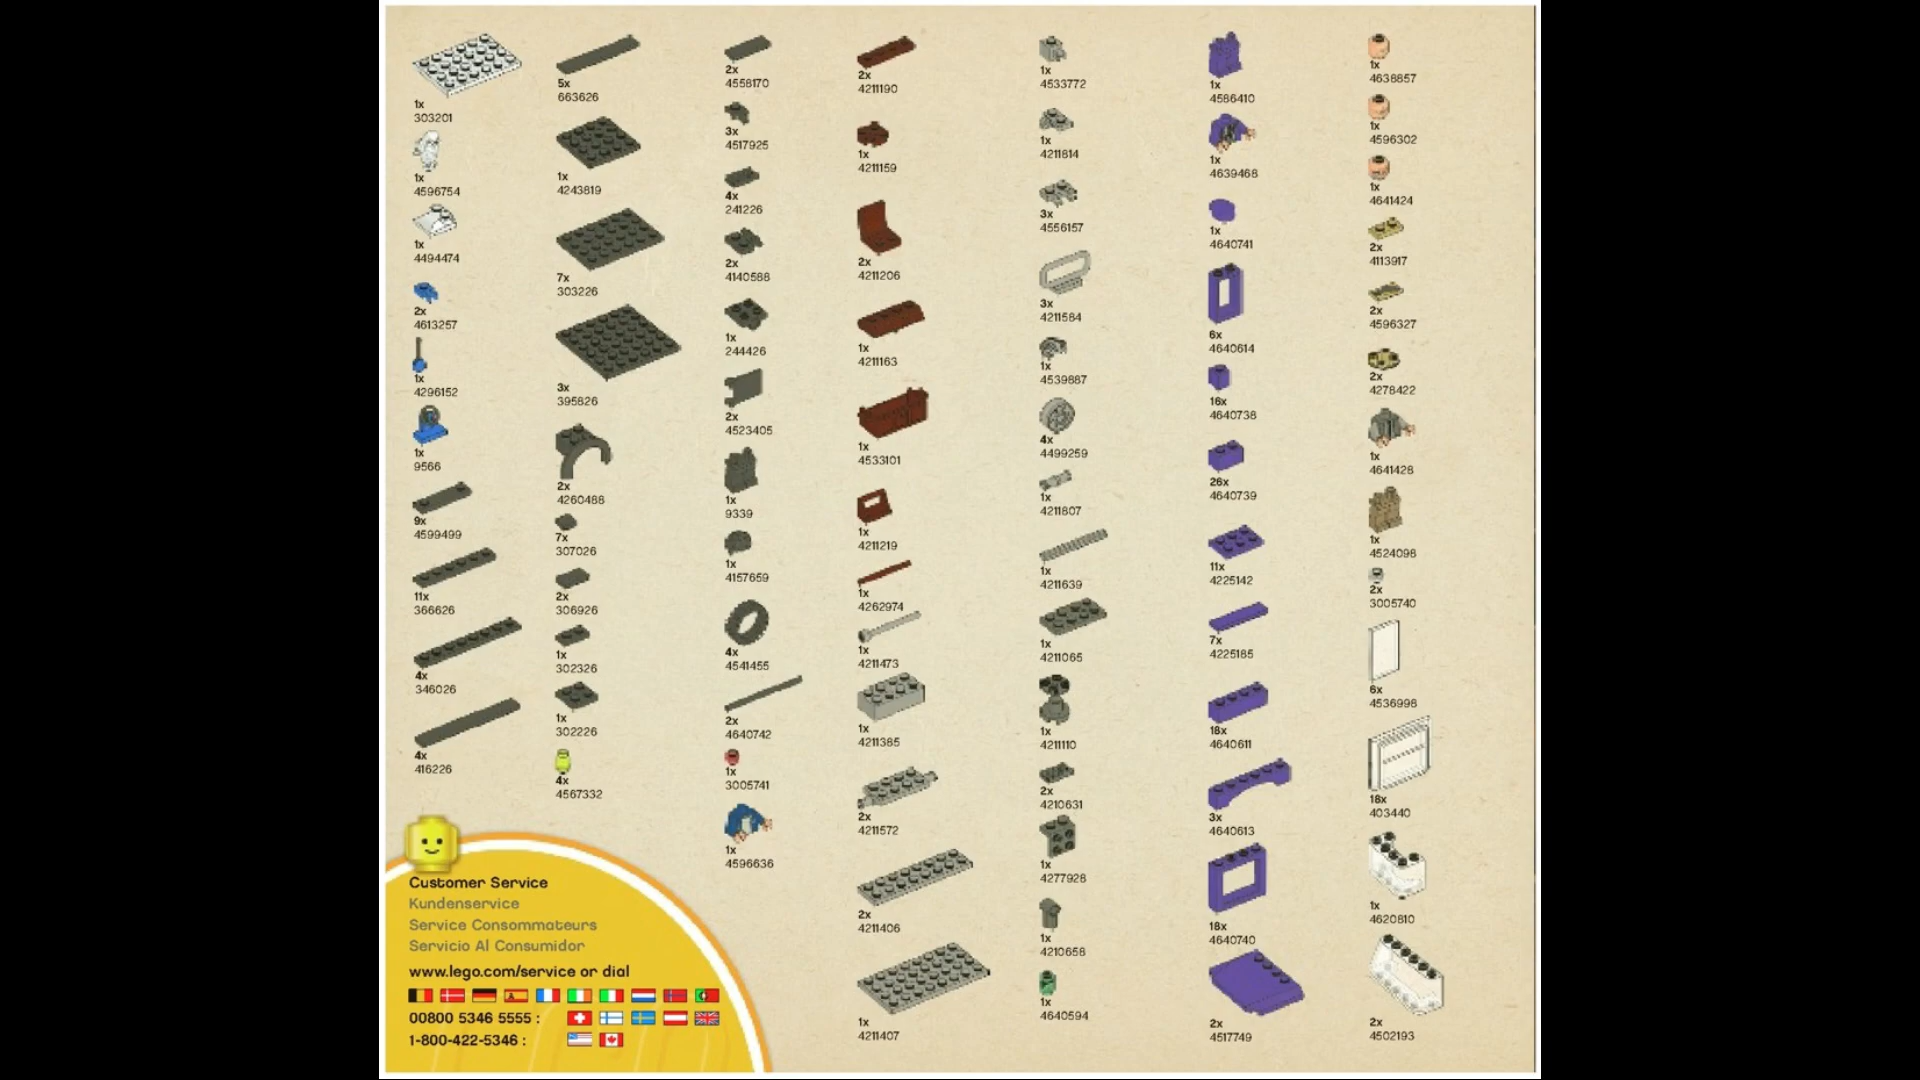 1x
303201
1x
4596754
1x
4494474
2x
4613257
1x
4296152
1x
9566
9x
4599499
11x
366626
4x
346026
4x
416226
5x
663626
1x
4243819
7x
303226
3x
395826
2x
4260488
7x
307026
2x
306926
1x
302326
1x
302226
4x
4567332
2x
4558170
3x
4517925
4x
241226
2x
4140588
1x
244426
2x
4523405
1x
9339
1x
4157659
4x
4541455
2x
4640742
1x
3005741
1x
4596636
2x
4211190
1x
4211159
2x
4211206
1x
4211163
1x
4533101
1x
4211219
1x
4262974
1x
4211473
1x
4211385
2x
4211572
2x
4211406
1x
4211407
1x
4533772
1x
4211814
3x
4556157
3x
4211584
1x
4539887
4x
4499259
1x
4211807
1x
4211639
1x
4211065
1x
4211110
2x
4210631
1x
4277928
1x
4210658
1x
4640594
1x
4586410
1x
4639468
1x
4640741
6x
4640614
16x
4640738
26x
4640739
11x
4225142
7x
4225185
18x
4640611
3x
4640613
18x
4640740
2x
4517749
1x
4638857
1x
4596302
1x
4641424
2x
4113917
2x
4596327
2x
4278422
1x
4641428
1x
4524098
2x
3005740
6x
4536998
18x
403440
1x
4620810
2x
4502193
Customer Service
Kundenservice
Service Consommateurs
Servicio Al Consumidor
www.lego.com/service or dial
00800 5346 5555 :
1-800-422-5346 :